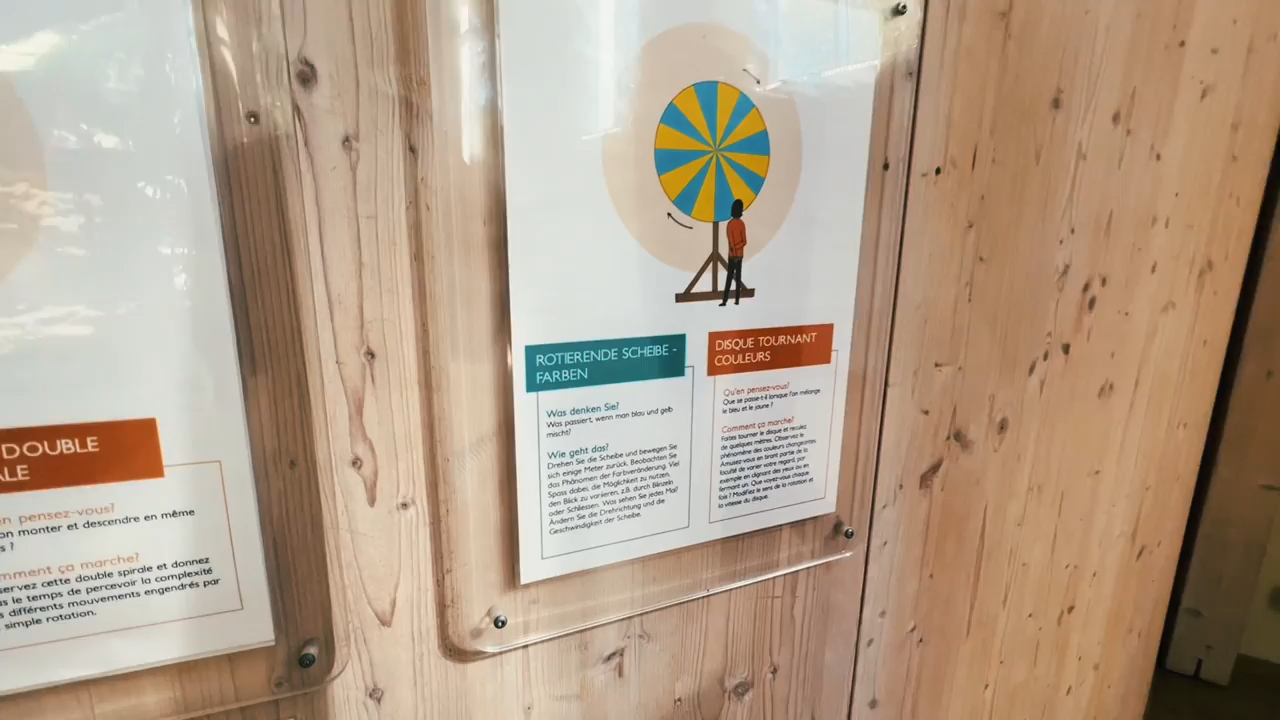 DOUBLE
ALE
en pensez-vous?
on monter et descendre en même
s ?
mment ça marche?
servez cette double spirale et donnez
s le temps de percevoir la complexité
s différents mouvements engendrés par
simple rotation.
ROTIERENDE SCHEIBE -
FARBEN
Was denken Sie?
Was passiert, wenn man blau und gelb
mischt?
Wie geht das?
Drehen Sie die Scheibe und bewegen Sie
sich einige Meter zurück. Beobachten Sie
das Phänomen der Farbveränderung. Viel
Spass dabei, die Möglichkeit zu nutzen,
den Blick zu variieren, z.B. durch Blinzeln
oder Schliessen. Was sehen Sie jedes Mal?
Ändern Sie die Drehrichtung und die
Geschwindigkeit der Scheibe.
DISQUE TOURNANT
COULEURS
Qu'en pensez-vous?
Que se passe-t-il lorsque l'on mélange
le bleu et le jaune ?
Comment ça marche?
Faites tourner le disque et reculez
de quelques mètres. Observez le
phénomène des couleurs changeantes.
Amusez-vous en tirant partie de la
faculté de varier votre regard, par
exemple en clignant des yeux ou en
fermant un. Que voyez-vous chaque
fois ? Modifiez le sens de la rotation et
la vitesse du disque.